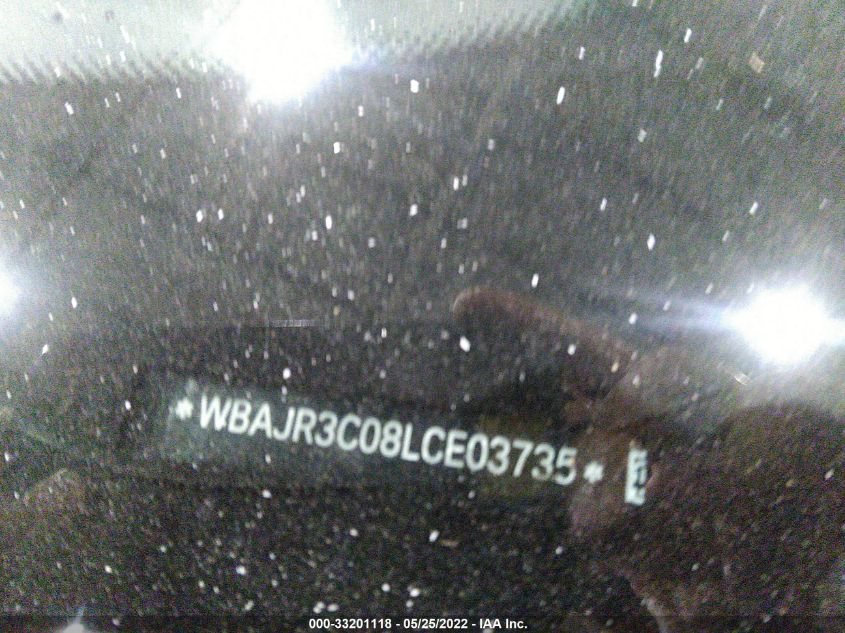 *WBAJR3C08LCE03735*
000-33201118 - 05/25/2022 - IAA Inc.